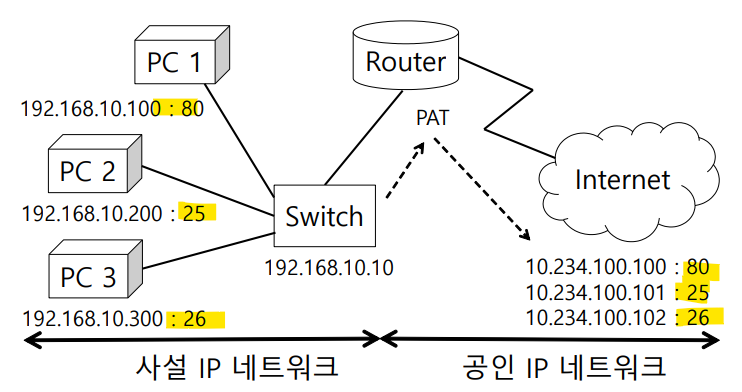 PC 1
192.168.10.100 : 80
PC 2
192.168.10.200 : 25
PC 3
192.168.10.300 : 26
Switch
192.168.10.10
Router
PAT
Internet
10.234.100.100 : 80
10.234.100.101 : 25
10.234.100.102 : 26
사설 IP 네트워크
공인 IP 네트워크